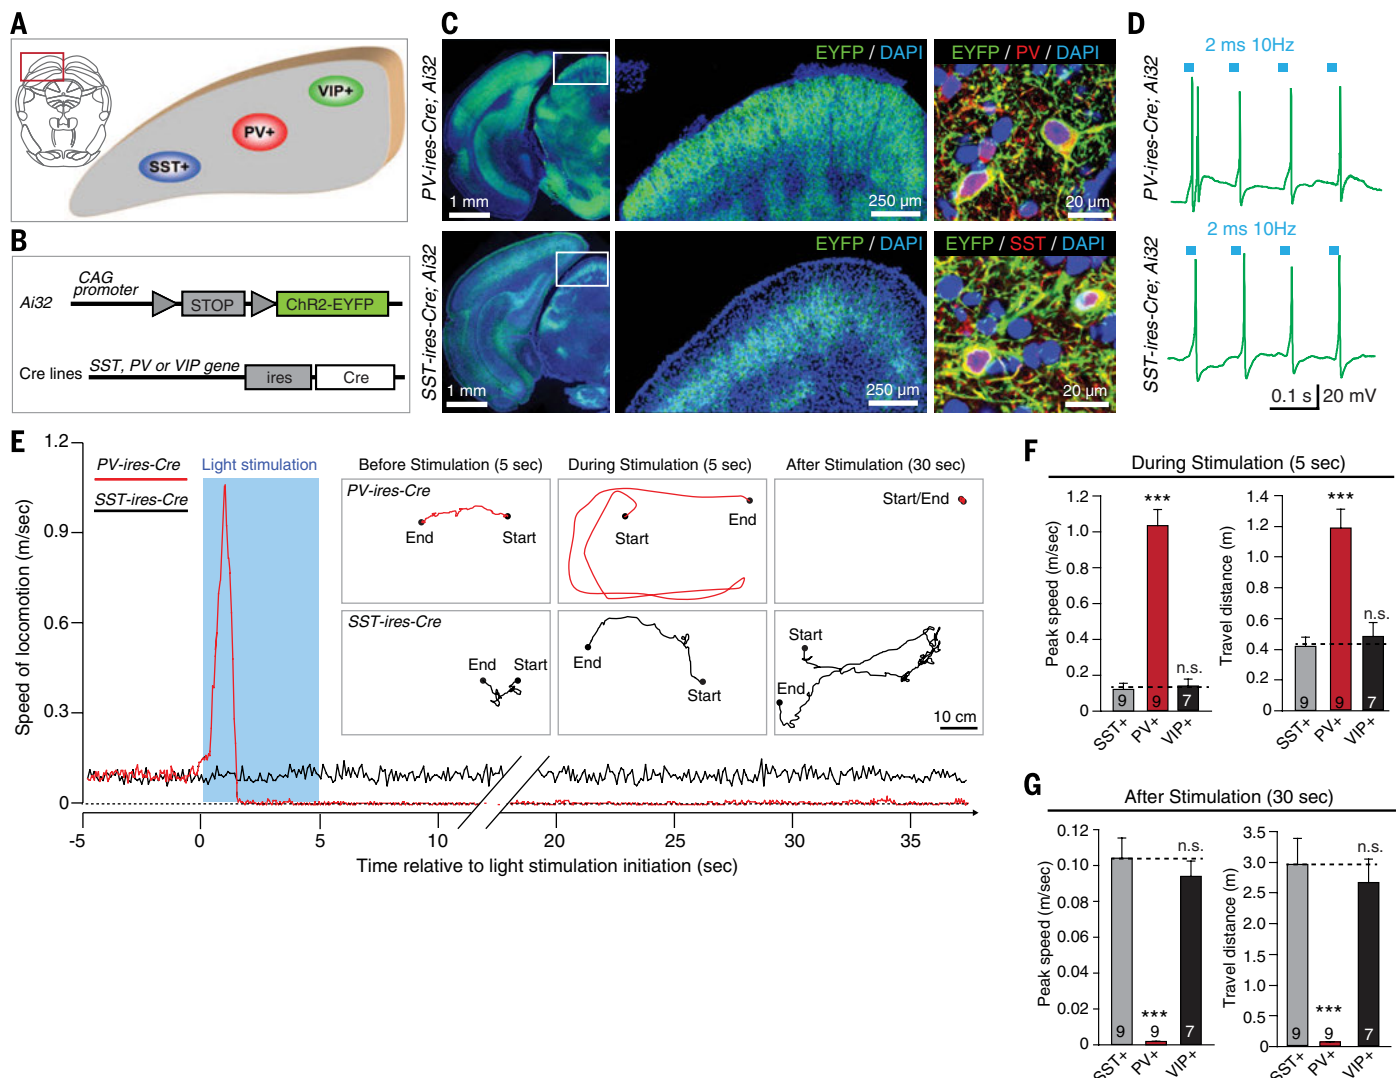 A
VIP+
PV+
SST+
B
CAG
promoter
Ai32
STOP
ChR2-EYFP
SST, PV or VIP gene
Cre lines
ires
Cre
C
PV-ires-Cre; Ai32
1 mm
EYFP / DAPI
250 µm
EYFP / PV / DAPI
20 µm
SST-ires-Cre; Ai32
1 mm
EYFP / DAPI
250 µm
EYFP / SST / DAPI
20 µm
D
PV-ires-Cre; Ai32
2 ms 10Hz
SST-ires-Cre; Ai32
2 ms 10Hz
0.1 s
20 mV
E
Speed of locomotion (m/sec)
1.2
0.9
0.6
0.3
0
PV-ires-Cre
SST-ires-Cre
Light stimulation
Before Stimulation (5 sec)
During Stimulation (5 sec)
After Stimulation (30 sec)
PV-ires-Cre
End
Start
Start
End
Start/End
SST-ires-Cre
End
Start
End
Start
Start
End
10 cm
-5
0
5
10
20
25
30
35
Time relative to light stimulation initiation (sec)
F
During Stimulation (5 sec)
Peak speed (m/sec)
1.2
1.0
0.8
0.6
0.4
0.2
0
***
n.s.
9
9
7
SST+
PV+
VIP+
Travel distance (m)
1.4
1.2
1.0
0.8
0.6
0.4
0.2
0
***
n.s.
9
9
7
SST+
PV+
VIP+
G
After Stimulation (30 sec)
Peak speed (m/sec)
0.12
0.10
0.08
0.06
0.04
0.02
0
n.s.
***
9
9
7
SST+
PV+
VIP+
Travel distance (m)
3.5
3.0
2.5
2.0
1.5
1.0
0.5
0
n.s.
***
9
9
7
SST+
PV+
VIP+